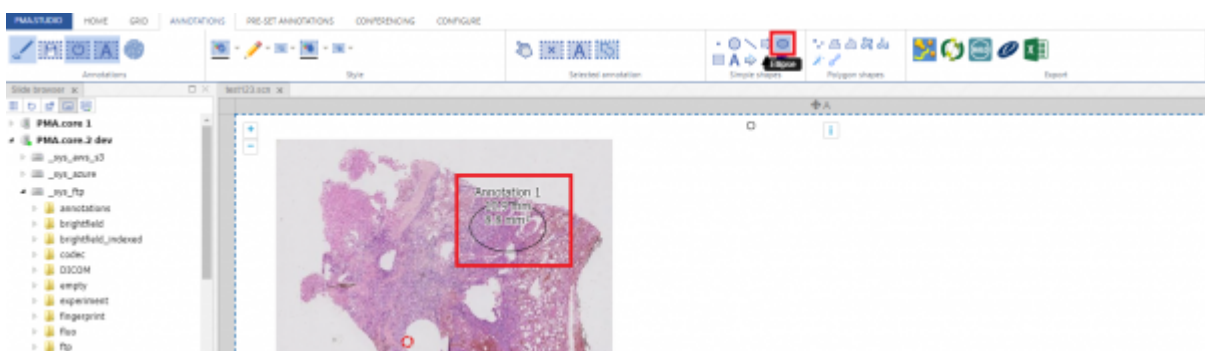 PMA.STUDIO HOME GRID ANNOTATIONS PRE-SET ANNOTATIONS CONFERENCING CONFIGURE
Annotations Style Selected annotation Simple shapes Polygon shapes Export
Ellipse
Slide browser x test123.scn x
A
PMA.core 1
PMA.core.2 dev
_sys_aws_s3
_sys_azure
_sys_ftp
annotations
brightfield
brightfield_indexed
codec
DICOM
empty
experiment
fingerprint
fluo
ftp
Annotation 1